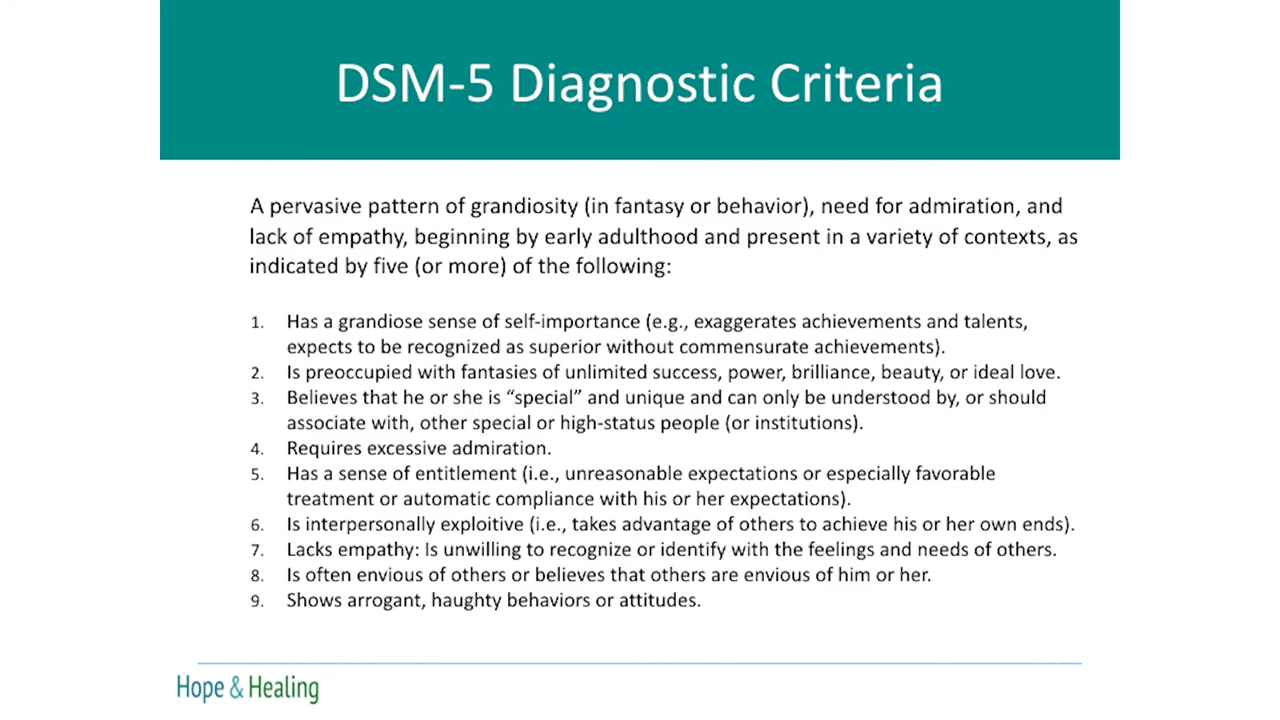 DSM-5 Diagnostic Criteria
A pervasive pattern of grandiosity (in fantasy or behavior), need for admiration, and
lack of empathy, beginning by early adulthood and present in a variety of contexts, as
indicated by five (or more) of the following:
1. Has a grandiose sense of self-importance (e.g., exaggerates achievements and talents,
expects to be recognized as superior without commensurate achievements).
2. Is preoccupied with fantasies of unlimited success, power, brilliance, beauty, or ideal love.
3. Believes that he or she is “special” and unique and can only be understood by, or should
associate with, other special or high-status people (or institutions).
4. Requires excessive admiration.
5. Has a sense of entitlement (i.e., unreasonable expectations or especially favorable
treatment or automatic compliance with his or her expectations).
6. Is interpersonally exploitive (i.e., takes advantage of others to achieve his or her own ends).
7. Lacks empathy: Is unwilling to recognize or identify with the feelings and needs of others.
8. Is often envious of others or believes that others are envious of him or her.
9. Shows arrogant, haughty behaviors or attitudes.
Hope & Healing